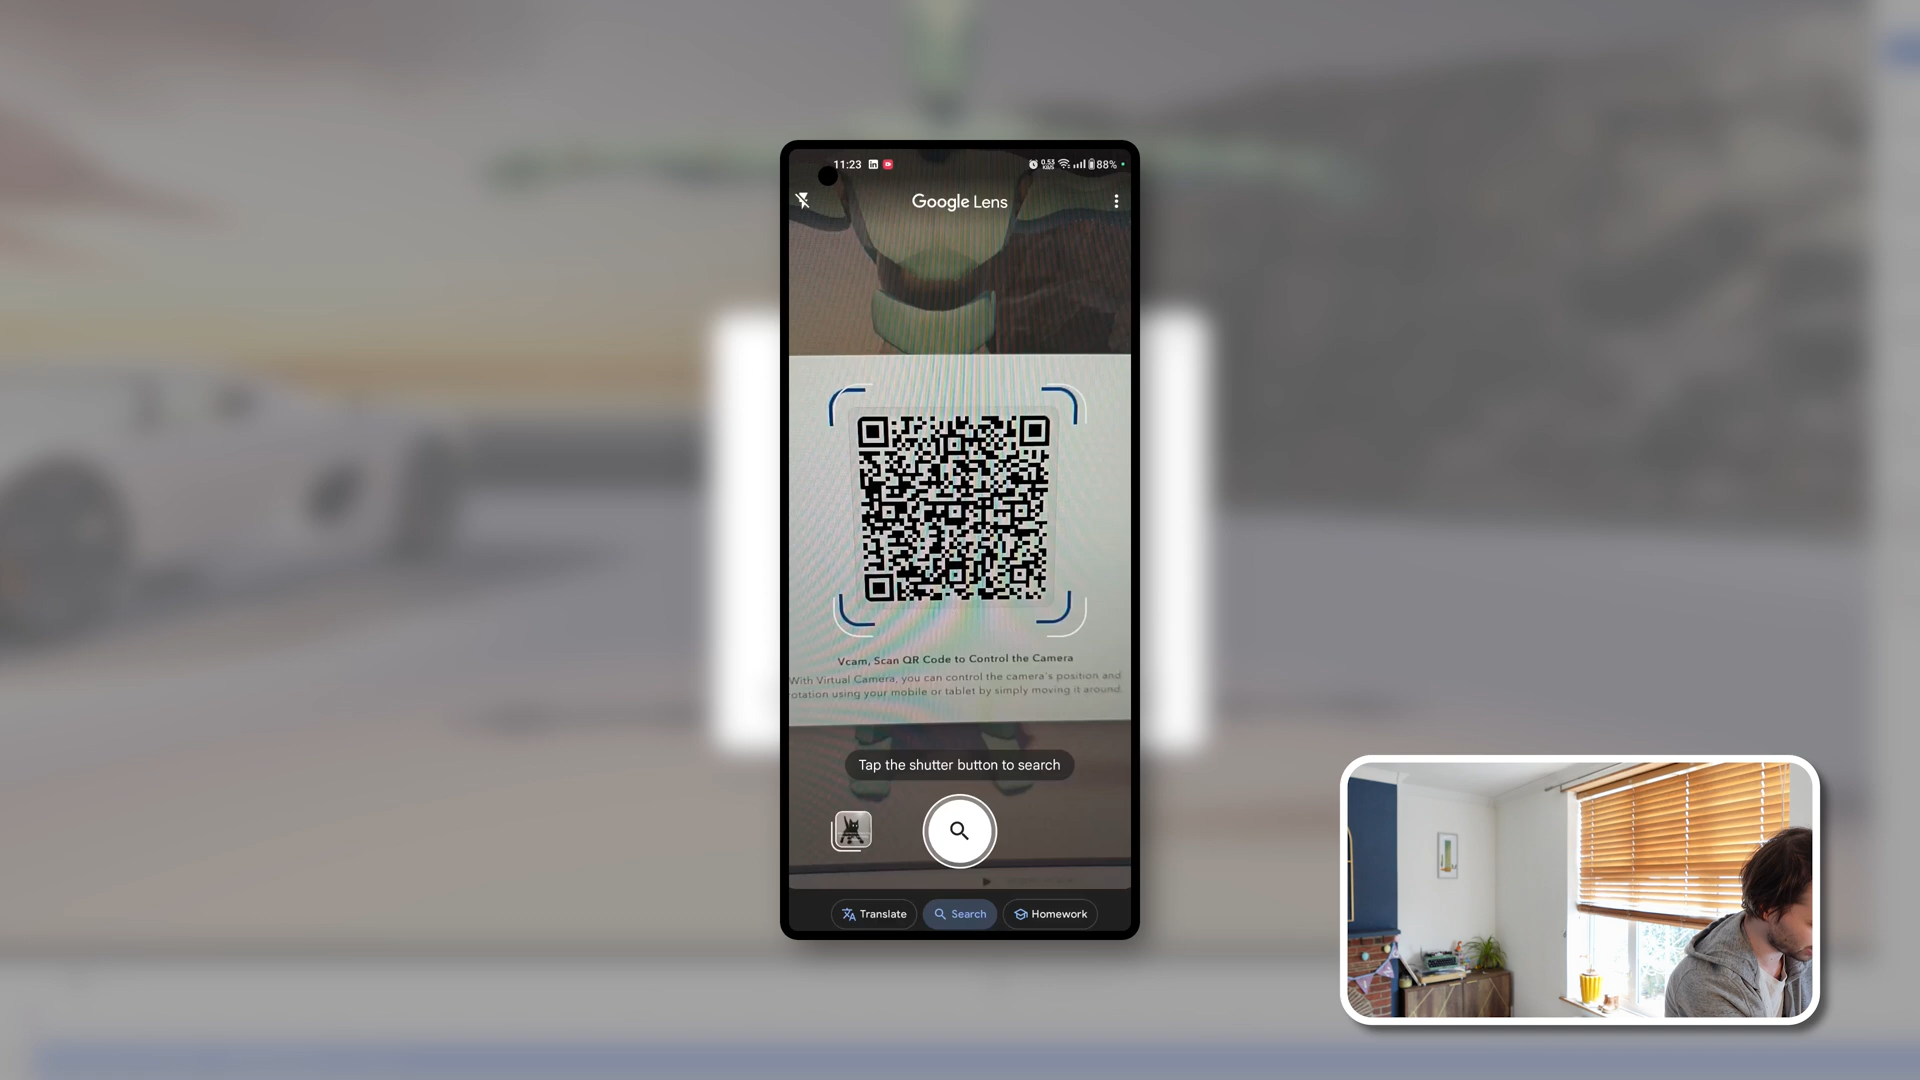 11:23
0.53
88%
Google Lens
Vcam, Scan QR Code to Control the Camera
With Virtual Camera, you can control the camera's position and
rotation using your mobile or tablet by simply moving it around.
Tap the shutter button to search
Translate
Search
Homework